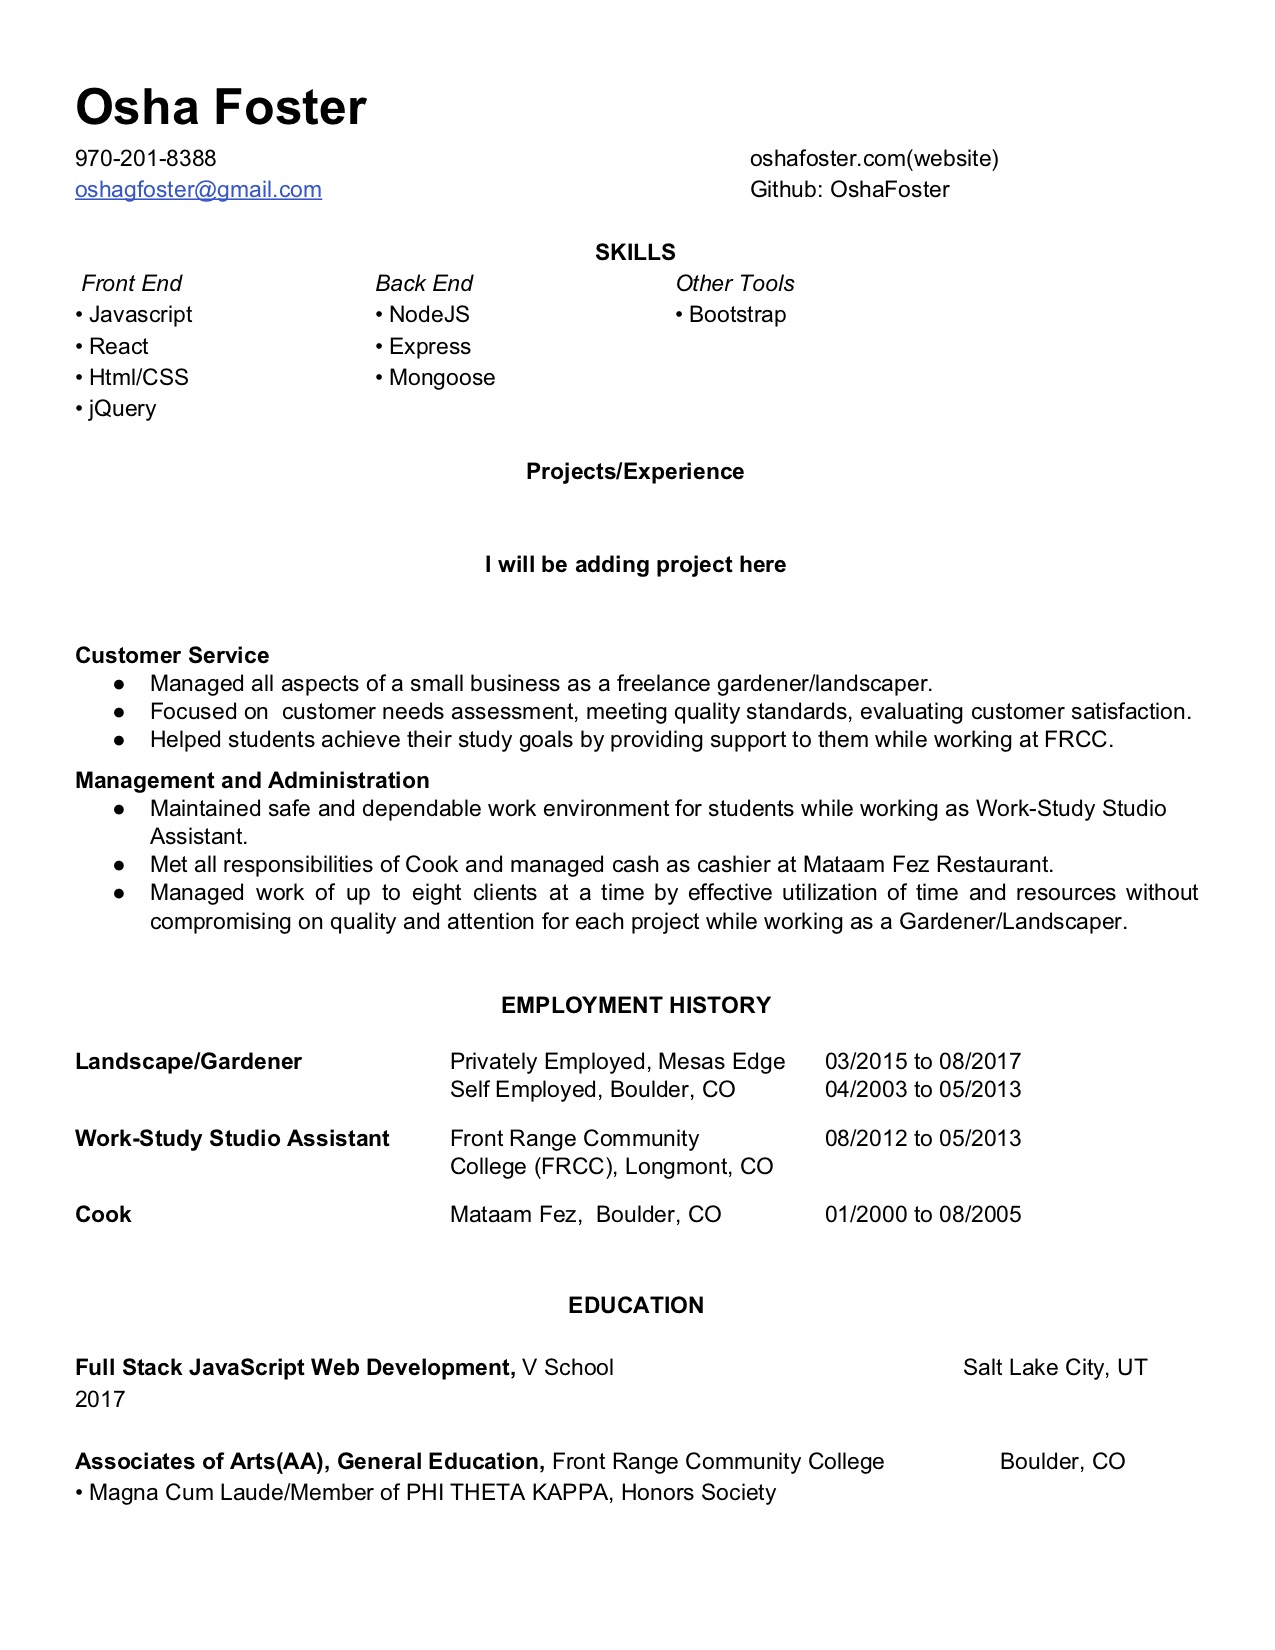 Osha Foster
970-201-8388 oshafoster.com(website)
oshagfoster@gmail.com Github: OshaFoster
SKILLS
Front End Back End Other Tools
• Javascript • NodeJS • Bootstrap
• React • Express
• Html/CSS • Mongoose
• jQuery
Projects/Experience
I will be adding project here
Customer Service
● Managed all aspects of a small business as a freelance gardener/landscaper.
● Focused on  customer needs assessment, meeting quality standards, evaluating customer satisfaction.
● Helped students achieve their study goals by providing support to them while working at FRCC.
Management and Administration
● Maintained safe and dependable work environment for students while working as Work-Study Studio
Assistant.
● Met all responsibilities of Cook and managed cash as cashier at Mataam Fez Restaurant.
● Managed work of up to eight clients at a time by effective utilization of time and resources without
compromising on quality and attention for each project while working as a Gardener/Landscaper.
EMPLOYMENT HISTORY
Landscape/Gardener Privately Employed, Mesas Edge 03/2015 to 08/2017
Self Employed, Boulder, CO 04/2003 to 05/2013
Work-Study Studio Assistant Front Range Community 08/2012 to 05/2013
College (FRCC), Longmont, CO
Cook Mataam Fez,  Boulder, CO 01/2000 to 08/2005
EDUCATION
Full Stack JavaScript Web Development, V School Salt Lake City, UT
2017
Associates of Arts(AA), General Education, Front Range Community College Boulder, CO
• Magna Cum Laude/Member of PHI THETA KAPPA, Honors Society